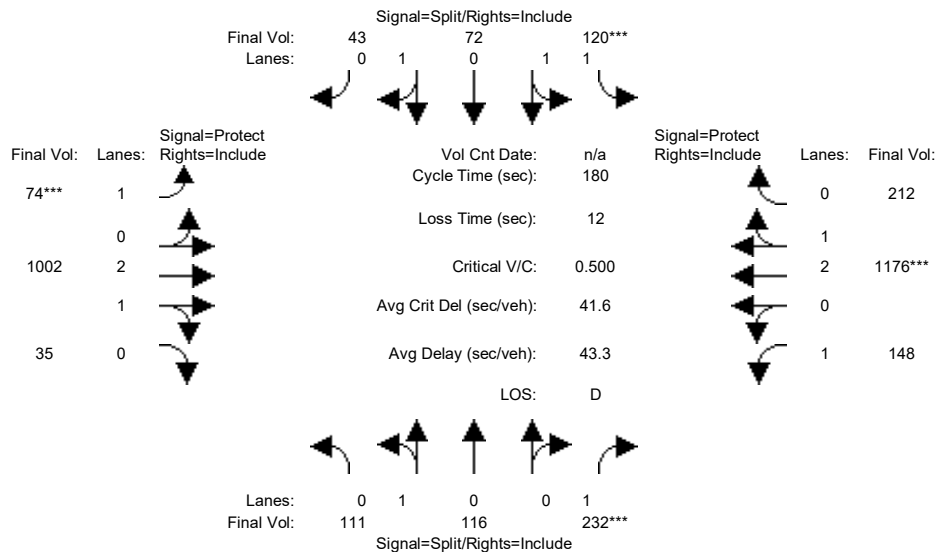 Signal=Split/Rights=Include
Final Vol: 43 72 120***
Lanes: 0 1 0 1 1
Signal=Protect
Final Vol: Lanes: Rights=Include
Vol Cnt Date: n/a
Signal=Protect
Rights=Include Lanes: Final Vol:
Cycle Time (sec): 180
74*** 1
0 212
Loss Time (sec): 12
0
1
1002 2
Critical V/C: 0.500
2 1176***
1
Avg Crit Del (sec/veh): 41.6
0
35 0
Avg Delay (sec/veh): 43.3
1 148
LOS: D
Lanes: 0 1 0 0 1
Final Vol: 111 116 232***
Signal=Split/Rights=Include